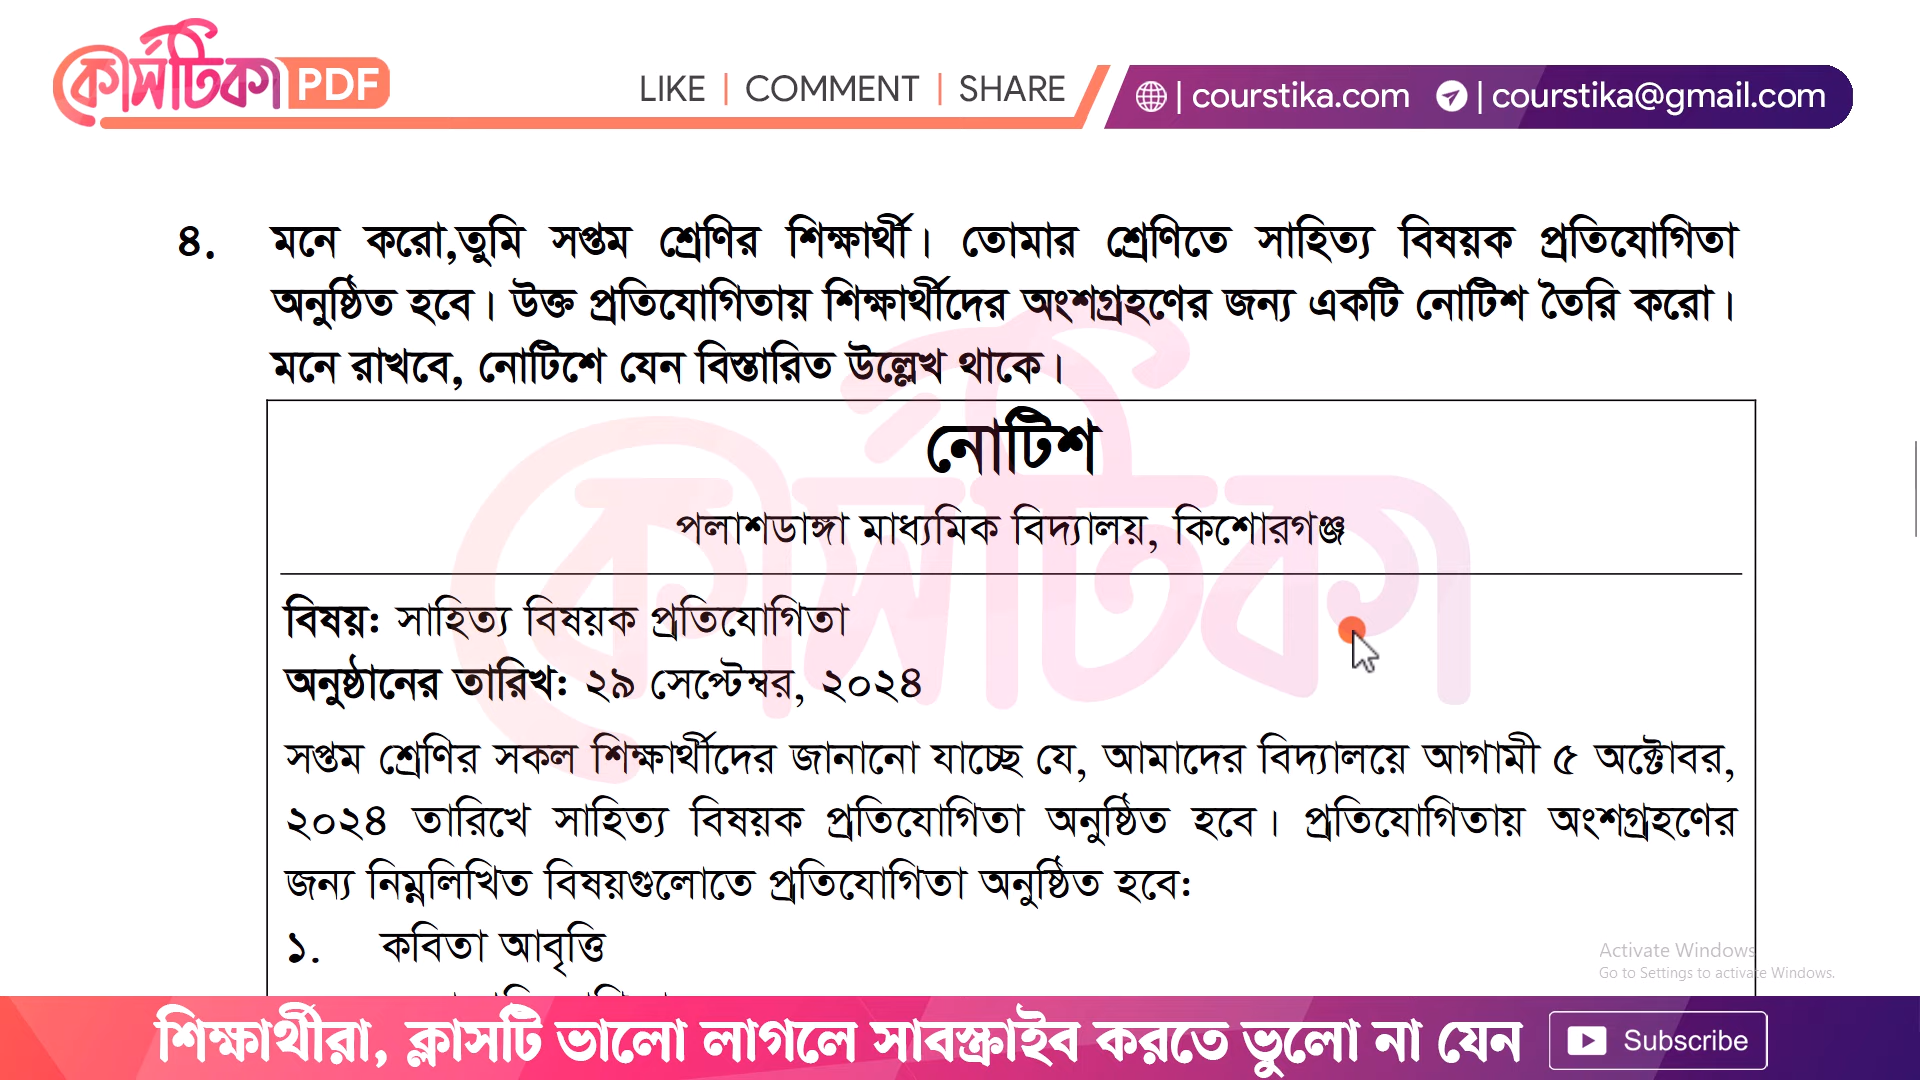 কোর্সটিকা PDF
LIKE | COMMENT | SHARE
| courstika.com | courstika@gmail.com
৪. মনে করো,তুমি সপ্তম শ্রেণির শিক্ষার্থী। তোমার শ্রেণিতে সাহিত্য বিষয়ক প্রতিযোগিতা
অনুষ্ঠিত হবে। উক্ত প্রতিযোগিতায় শিক্ষার্থীদের অংশগ্রহণের জন্য একটি নোটিশ তৈরি করো।
মনে রাখবে, নোটিশে যেন বিস্তারিত উল্লেখ থাকে।
কোর্সটিকা
নোটিশ
পলাশডাঙ্গা মাধ্যমিক বিদ্যালয়, কিশোরগঞ্জ
বিষয়: সাহিত্য বিষয়ক প্রতিযোগিতা
অনুষ্ঠানের তারিখ: ২৯ সেপ্টেম্বর, ২০২৪
সপ্তম শ্রেণির সকল শিক্ষার্থীদের জানানো যাচ্ছে যে, আমাদের বিদ্যালয়ে আগামী ৫ অক্টোবর,
২০২৪ তারিখে সাহিত্য বিষয়ক প্রতিযোগিতা অনুষ্ঠিত হবে। প্রতিযোগিতায় অংশগ্রহণের
জন্য নিম্নলিখিত বিষয়গুলোতে প্রতিযোগিতা অনুষ্ঠিত হবে:
১. কবিতা আবৃত্তি
Activate Windows
Go to Settings to activate Windows.
শিক্ষার্থীরা, ক্লাসটি ভালো লাগলে সাবস্ক্রাইব করতে ভুলো না যেন
Subscribe